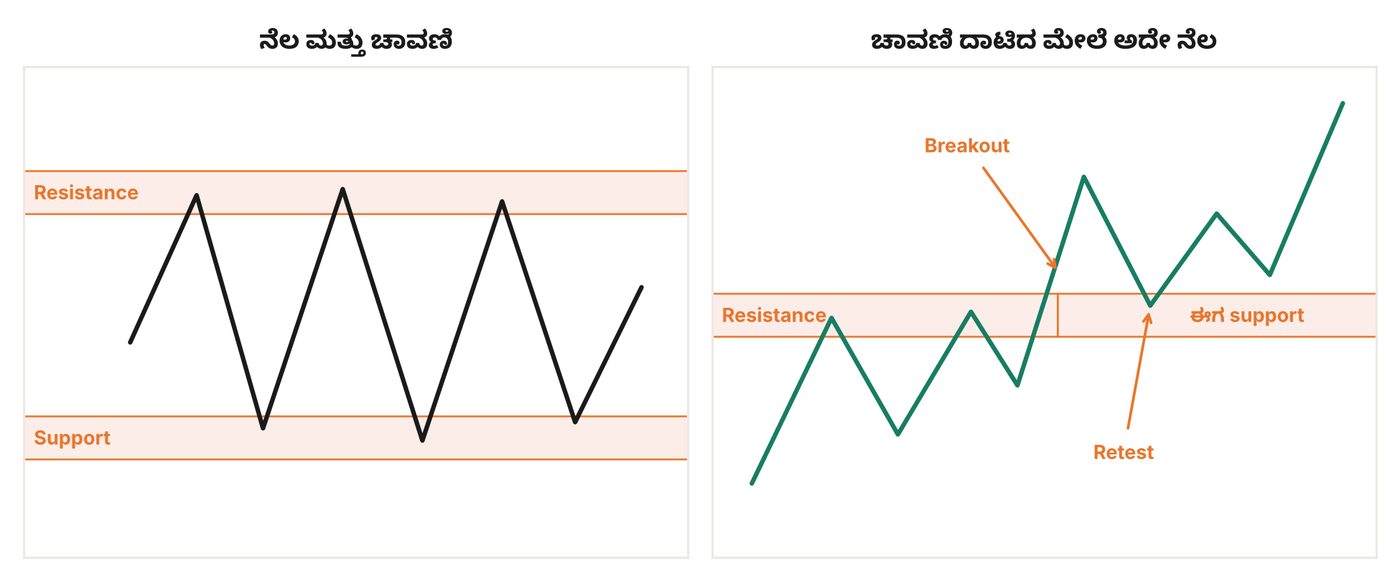 ನೆಲ ಮತ್ತು ಚಾವಣಿ
Resistance
Support
ಚಾವಣಿ ದಾಟಿದ ಮೇಲೆ ಅದೇ ನೆಲ
Breakout
Resistance
ಈಗ support
Retest